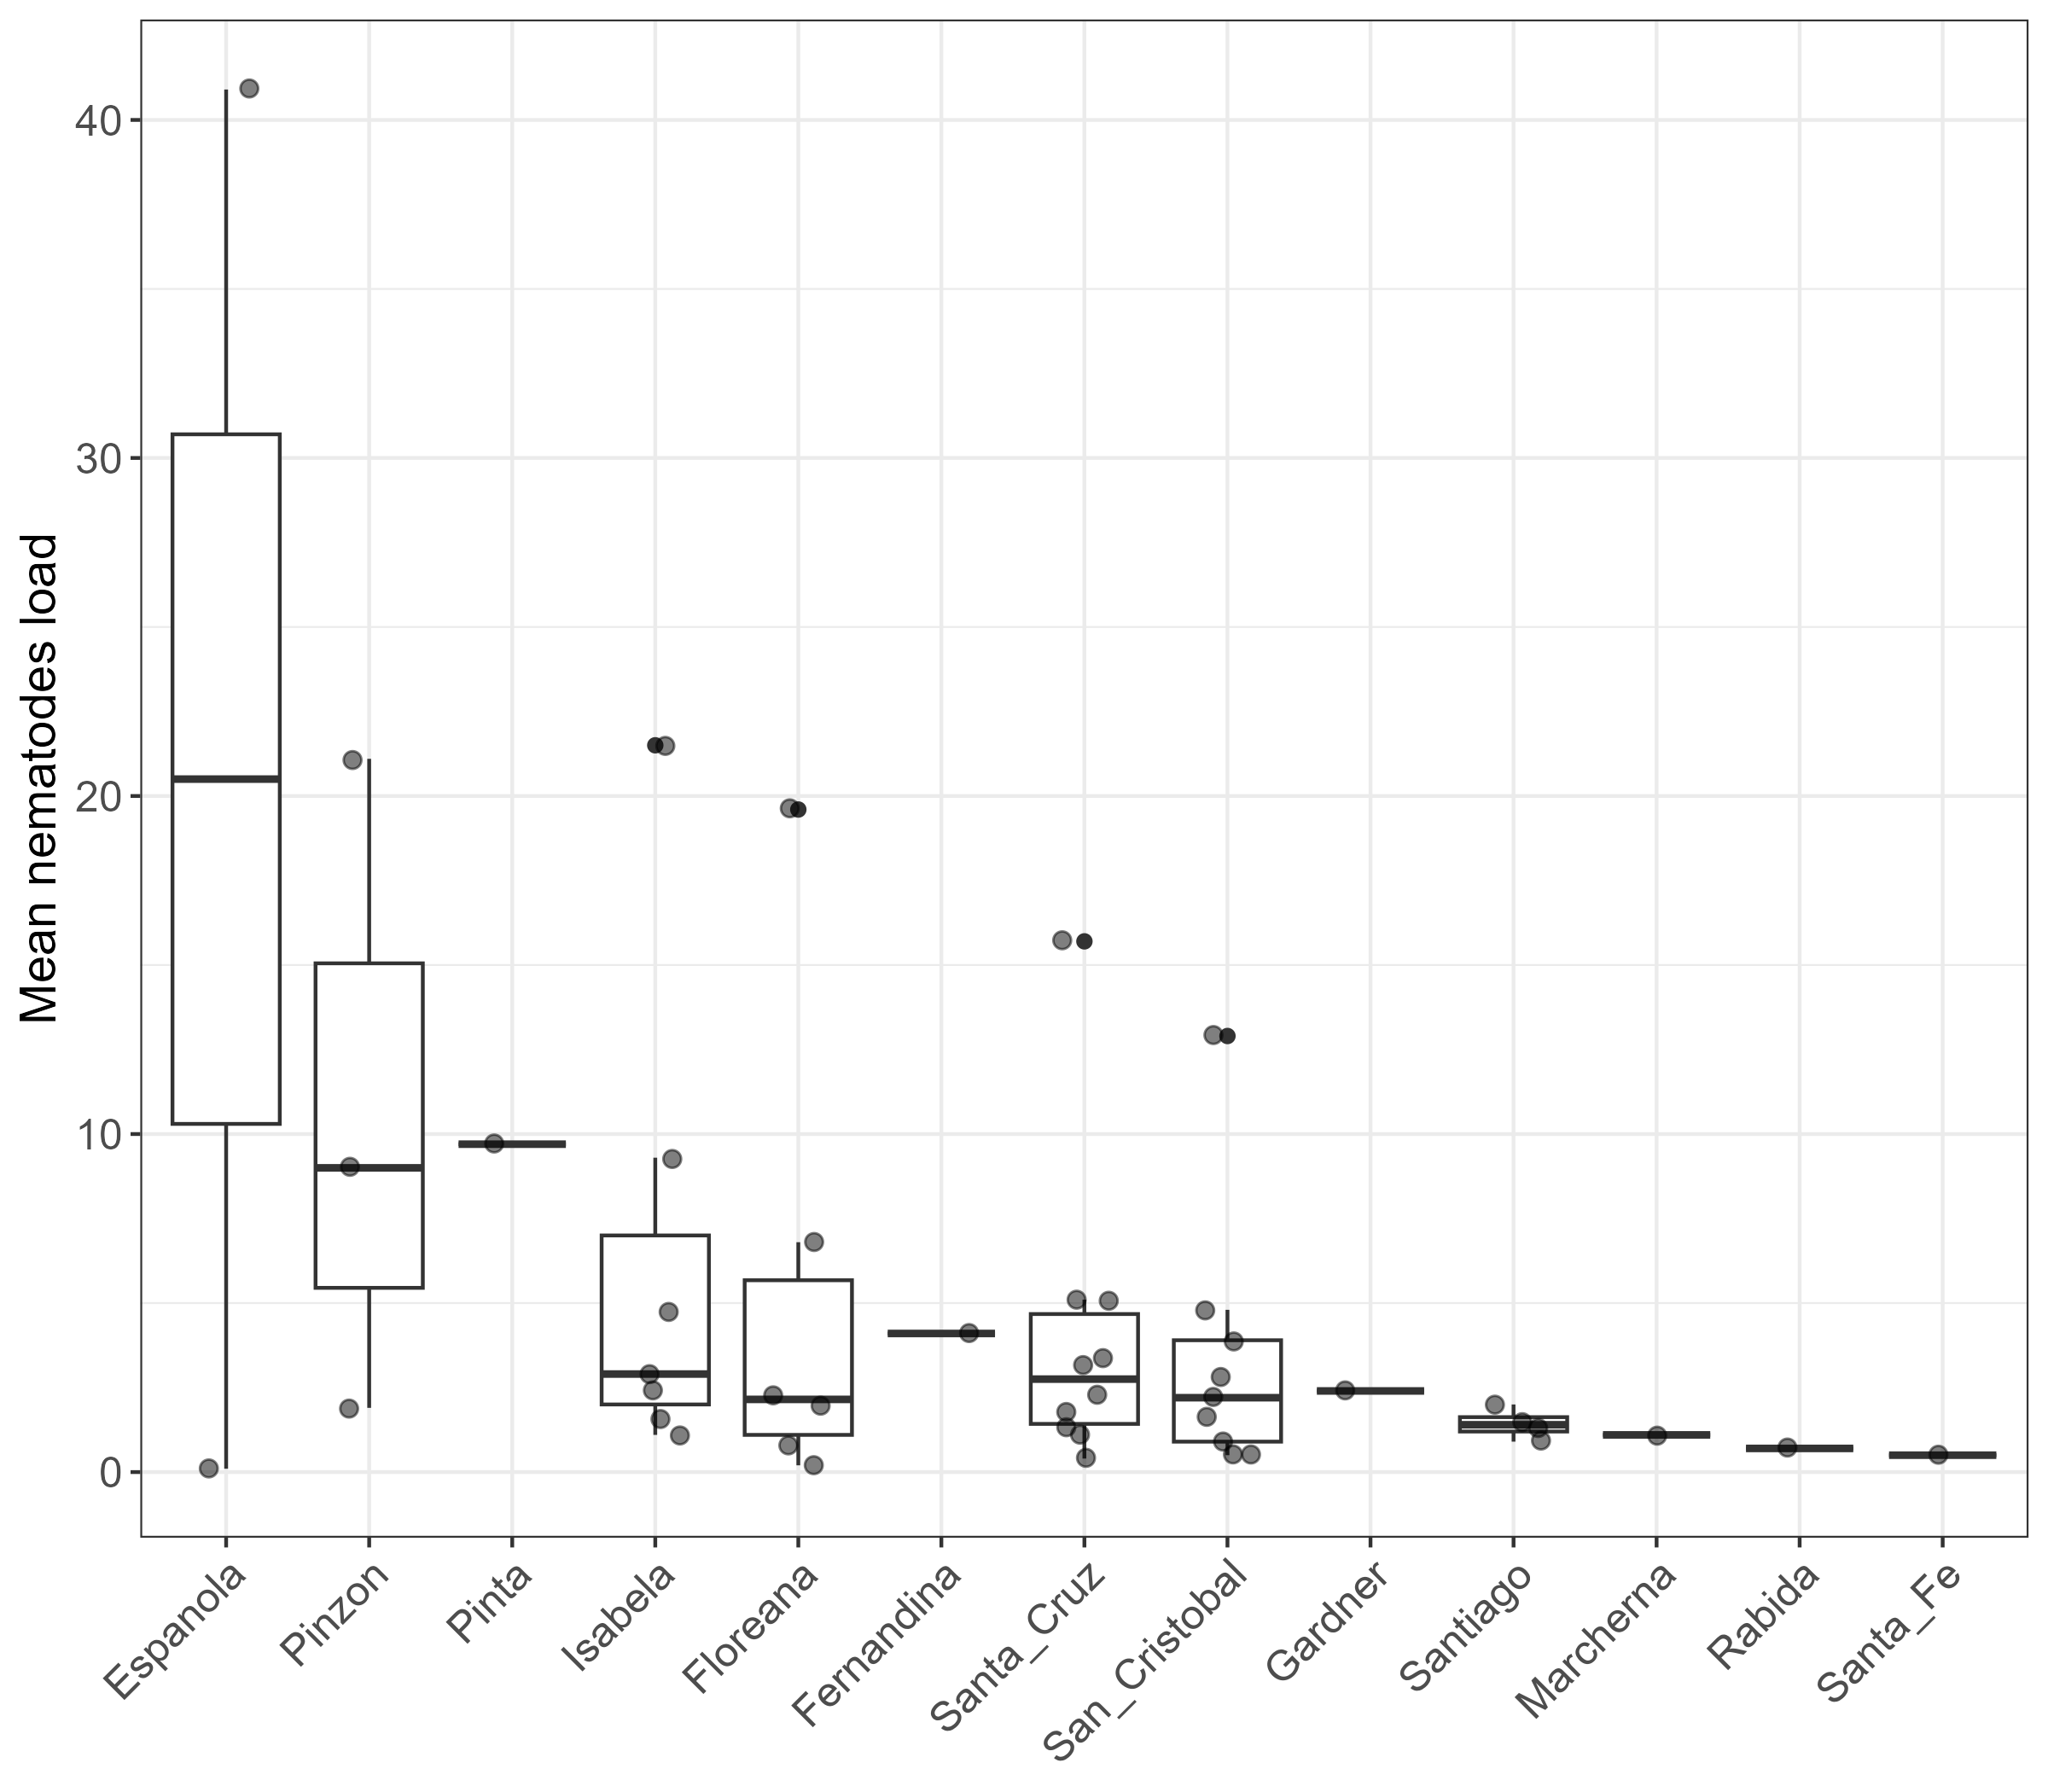 Mean nematodes load
40
30
20
10
0
Espanola
Pinzon
Pinta
Isabela
Floreana
Fernandina
Santa_Cruz
San_Cristobal
Gardner
Santiago
Marcherna
Rabida
Santa_Fe